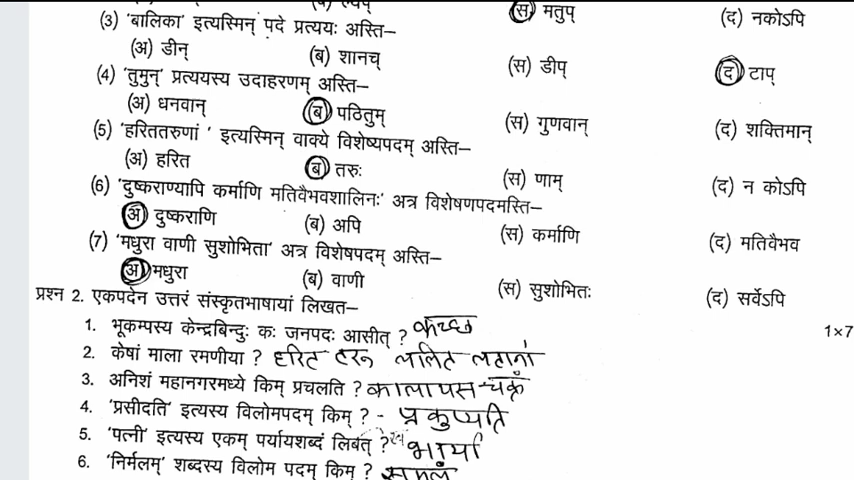 (स) मतुप् (द) नकोऽपि
(3) 'बालिका' इत्यस्मिन् पदे प्रत्ययः अस्ति–
(अ) डीन् (ब) शानच् (स) डीप् (द) टाप्
(4) 'तुमुन्' प्रत्ययस्य उदाहरणम् अस्ति–
(अ) धनवान् (ब) पठितुम् (स) गुणवान् (द) शक्तिमान्
(5) 'हरिततरुणां ' इत्यस्मिन् वाक्ये विशेष्यपदम् अस्ति–
(अ) हरित (ब) तरुः (स) णाम् (द) न कोऽपि
(6) 'दुष्कराण्यापि कर्माणि मतिवैभवशालिनः' अत्र विशेषणपदमस्ति–
(अ) दुष्कराणि (ब) अपि (स) कर्माणि (द) मतिवैभव
(7) 'मधुरा वाणी सुशोभिता' अत्र विशेषपदम् अस्ति–
(अ) मधुरा (ब) वाणी (स) सुशोभितः (द) सर्वेऽपि
प्रश्न 2. एकपदेन उत्तरं संस्कृतभाषायां लिखत–
1. भूकम्पस्य केन्द्रबिन्दुः कः जनपदः आसीत् ? कच्छ 1×7
2. केषां माला रमणीया ? हरित तरू ललित लतानां
3. अनिशं महानगरमध्ये किम् प्रचलति ? कालायस-चक्रं
4. 'प्रसीदति' इत्यस्य विलोमपदम् किम् ? - प्रकुप्यति
5. 'पत्नी' इत्यस्य एकम् पर्यायशब्दं लिबत् ? भार्या
6. 'निर्मलम्' शब्दस्य विलोम पदम् किम् ? समलं